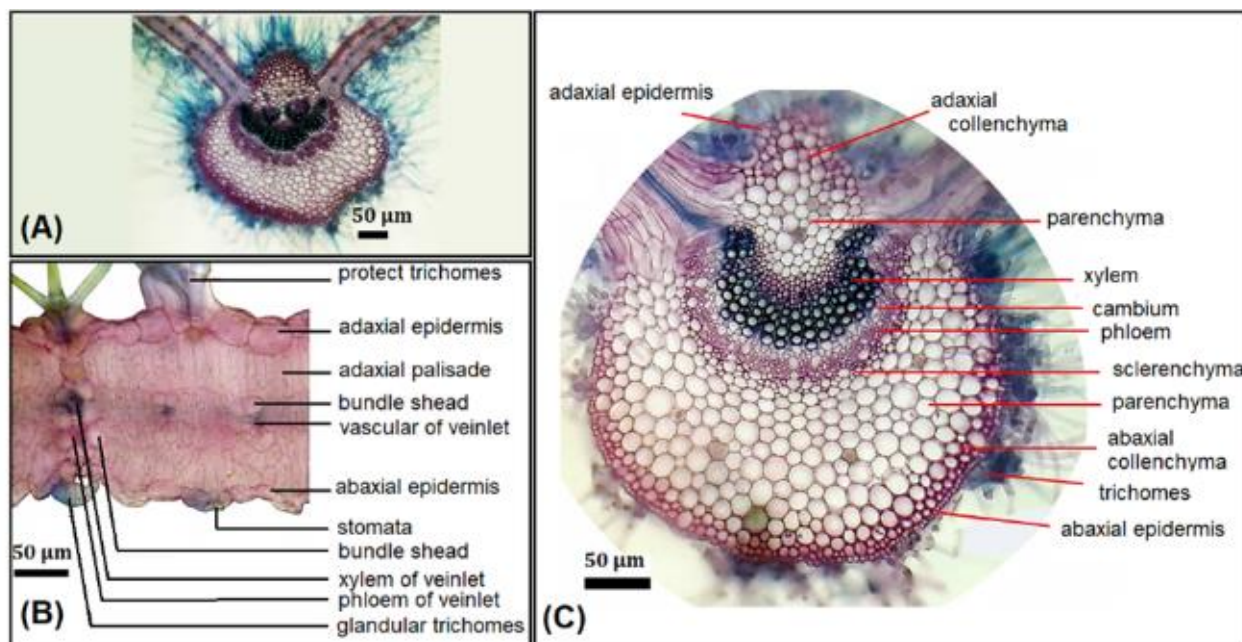 50 µm
(A)
protect trichomes
adaxial epidermis
adaxial palisade
bundle shead
vascular of veinlet
abaxial epidermis
stomata
bundle shead
xylem of veinlet
phloem of veinlet
glandular trichomes
50 µm
(B)
adaxial epidermis
adaxial
collenchyma
parenchyma
xylem
cambium
phloem
sclerenchyma
parenchyma
abaxial
collenchyma
trichomes
abaxial epidermis
50 µm
(C)